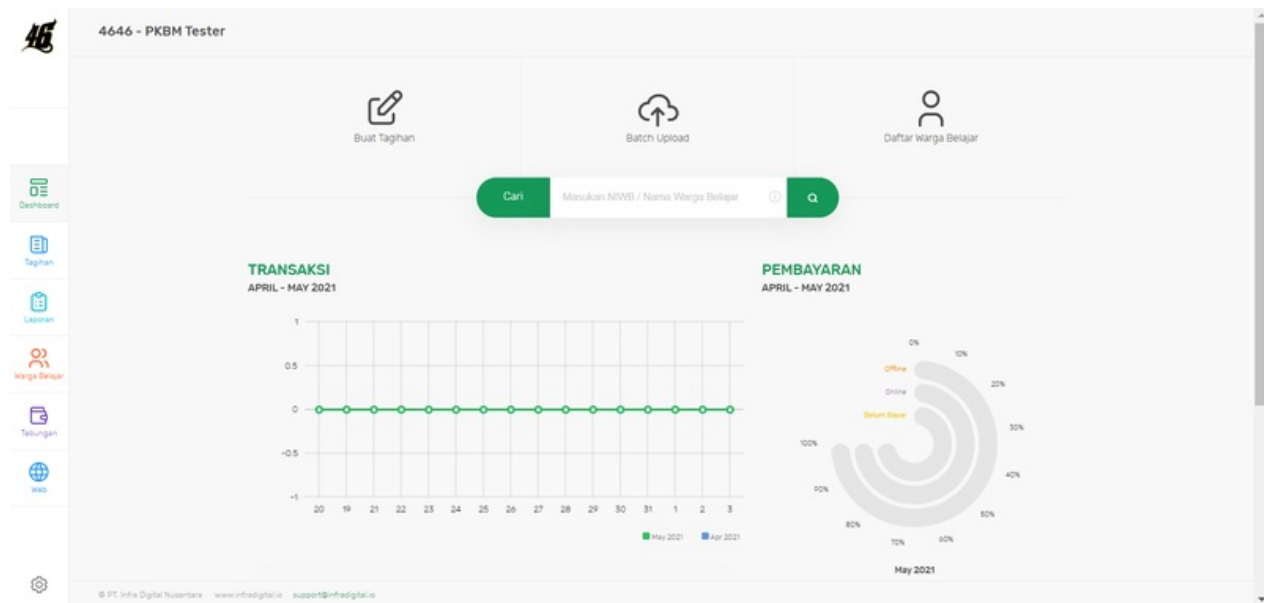 46
4646 - PKBM Tester
Buat Tagihan
Batch Upload
Daftar Warga Belajar
Cari
Masukan NIWB / Nama Warga Belajar
Dashboard
Tagihan
Laporan
Warga Belajar
Tabungan
Web
TRANSAKSI
APRIL - MAY 2021
1
0.5
0
-0.5
-1
20 19 21 22 23 24 25 26 27 28 29 30 31 1 2 3
May 2021 Apr 2021
PEMBAYARAN
APRIL - MAY 2021
Offline
Online
Belum Bayar
0%
10%
20%
30%
40%
50%
60%
70%
80%
90%
100%
May 2021
© PT. Infra Digital Nusantara www.infradigital.io support@infradigital.io